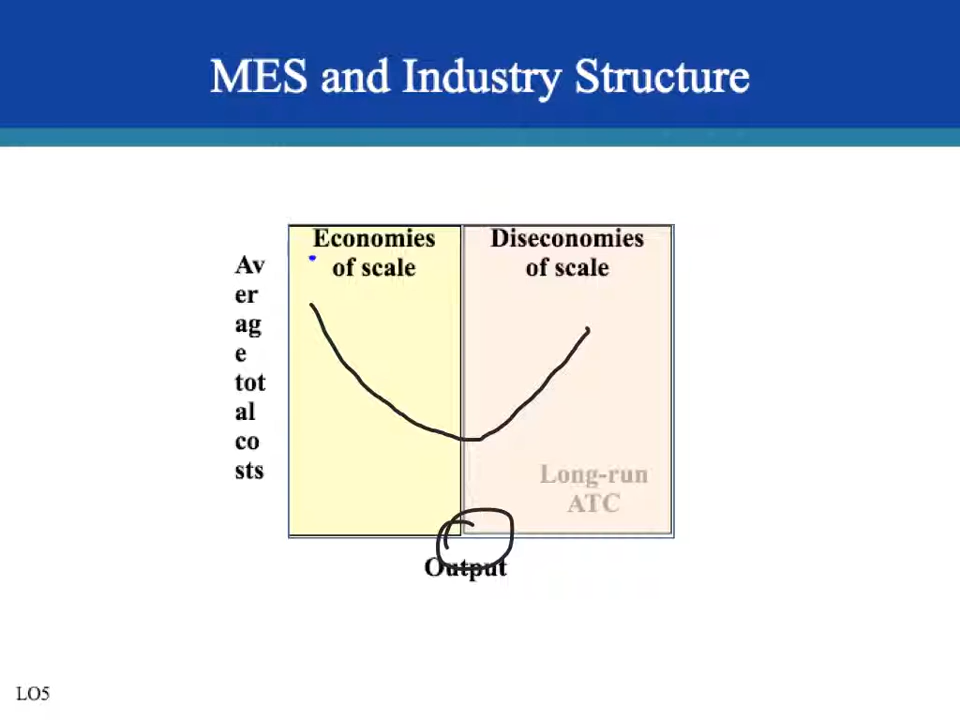 MES and Industry Structure
Economies
of scale
Diseconomies
of scale
Av
er
ag
e
tot
al
co
sts
Long-run
ATC
Output
LO5